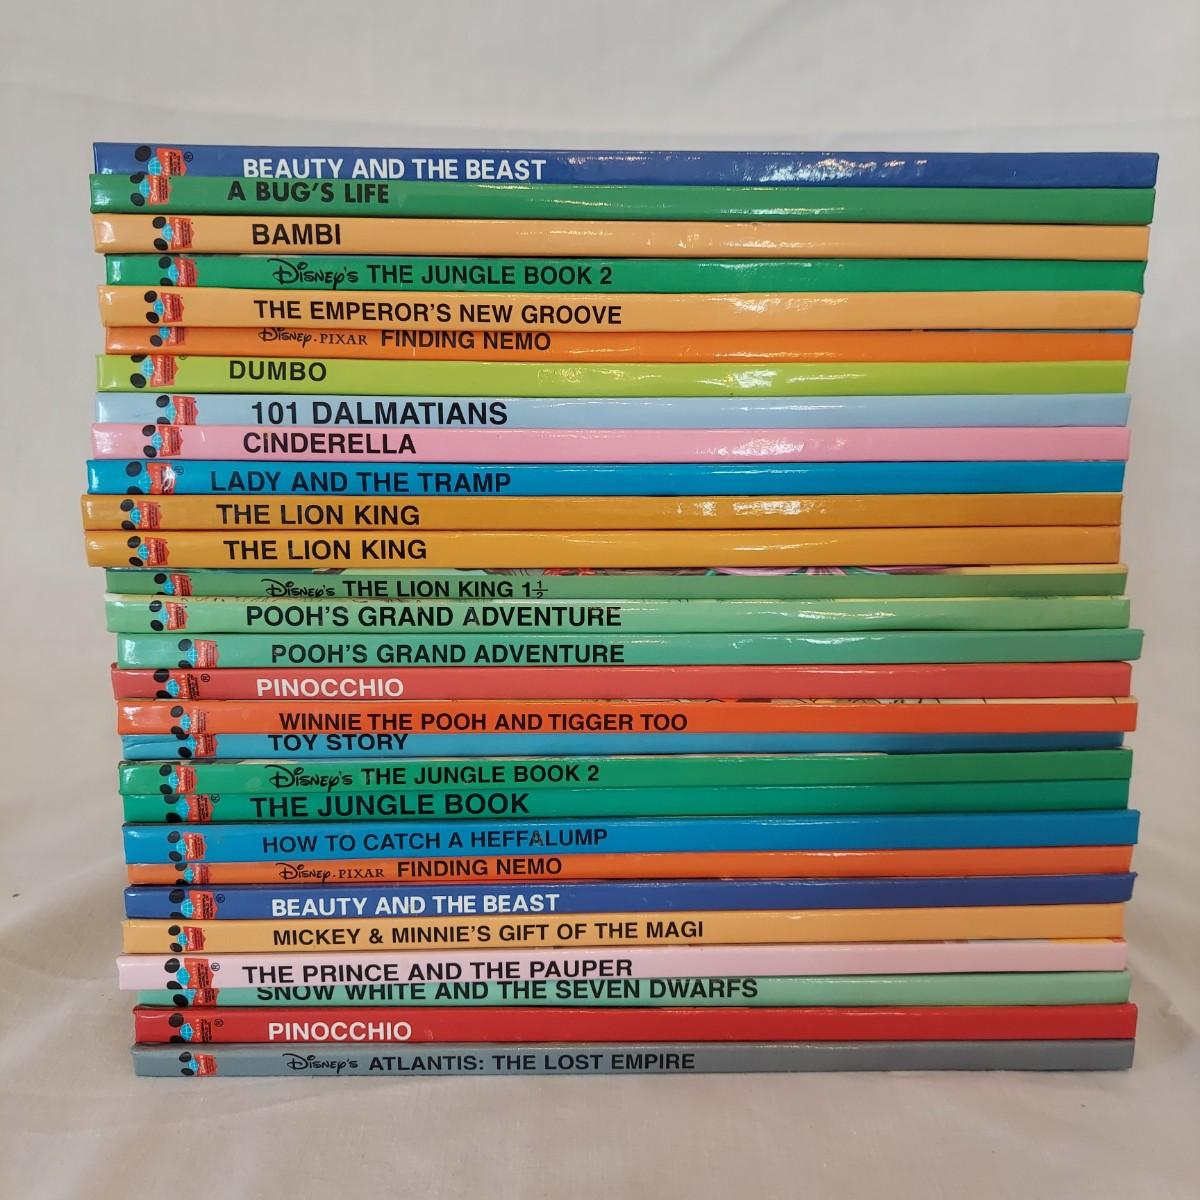 BEAUTY AND THE BEAST
A BUG'S LIFE
BAMBI
Disney's THE JUNGLE BOOK 2
THE EMPEROR'S NEW GROOVE
Disney·PIXAR FINDING NEMO
DUMBO
101 DALMATIANS
CINDERELLA
LADY AND THE TRAMP
THE LION KING
THE LION KING
Disney's THE LION KING 1½
POOH'S GRAND ADVENTURE
POOH'S GRAND ADVENTURE
PINOCCHIO
WINNIE THE POOH AND TIGGER TOO
TOY STORY
Disney's THE JUNGLE BOOK 2
THE JUNGLE BOOK
HOW TO CATCH A HEFFALUMP
Disney·PIXAR FINDING NEMO
BEAUTY AND THE BEAST
MICKEY & MINNIE'S GIFT OF THE MAGI
THE PRINCE AND THE PAUPER
SNOW WHITE AND THE SEVEN DWARFS
PINOCCHIO
Disney's ATLANTIS: THE LOST EMPIRE